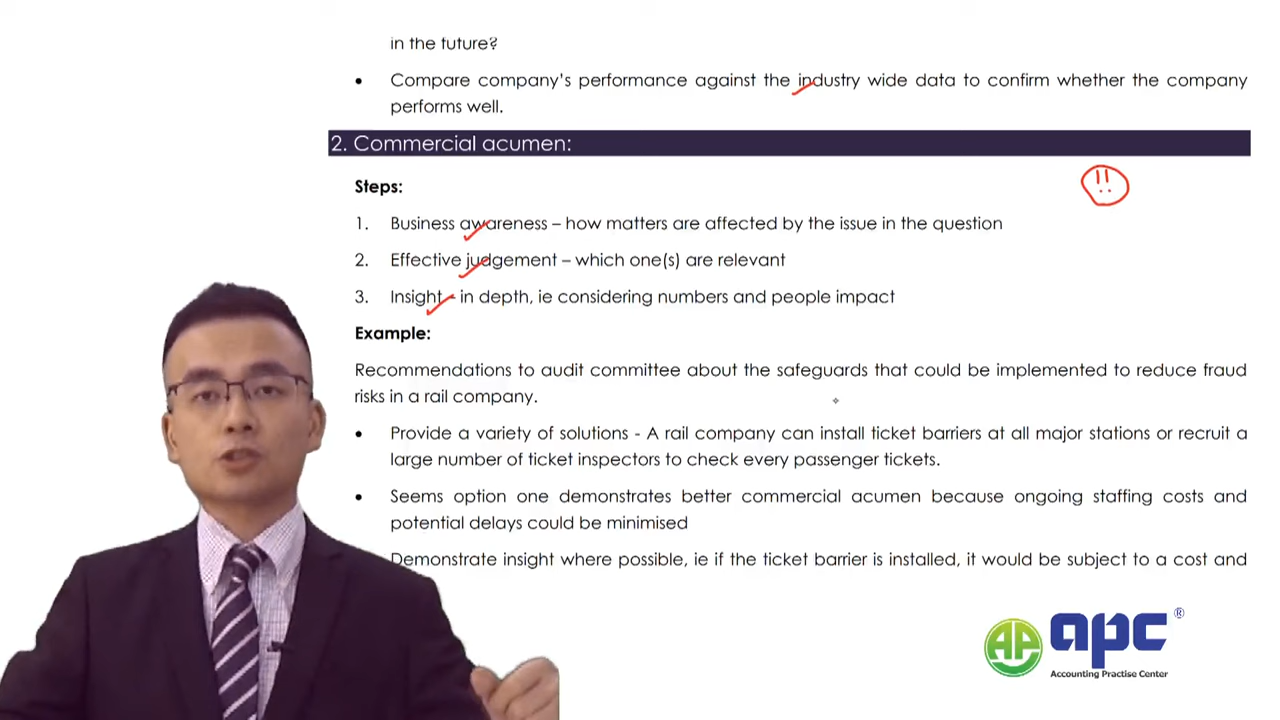 in the future?
• Compare company's performance against the industry wide data to confirm whether the company
performs well.
2. Commercial acumen:
Steps:
!!
1. Business awareness – how matters are affected by the issue in the question
2. Effective judgement – which one(s) are relevant
3. Insight - in depth, ie considering numbers and people impact
Example:
Recommendations to audit committee about the safeguards that could be implemented to reduce fraud
risks in a rail company.
• Provide a variety of solutions - A rail company can install ticket barriers at all major stations or recruit a
large number of ticket inspectors to check every passenger tickets.
• Seems option one demonstrates better commercial acumen because ongoing staffing costs and
potential delays could be minimised
Demonstrate insight where possible, ie if the ticket barrier is installed, it would be subject to a cost and
AP apc ®
Accounting Practise Center